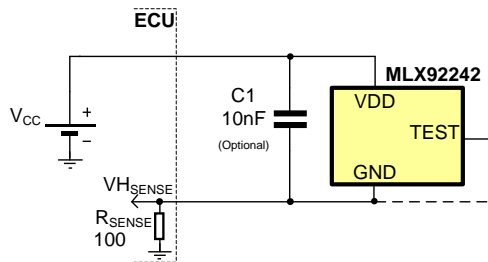 ECU
MLX92242
C1
10nF
(Optional)
VDD
TEST
GND
VCC
+
−
VHSENSE
RSENSE
100